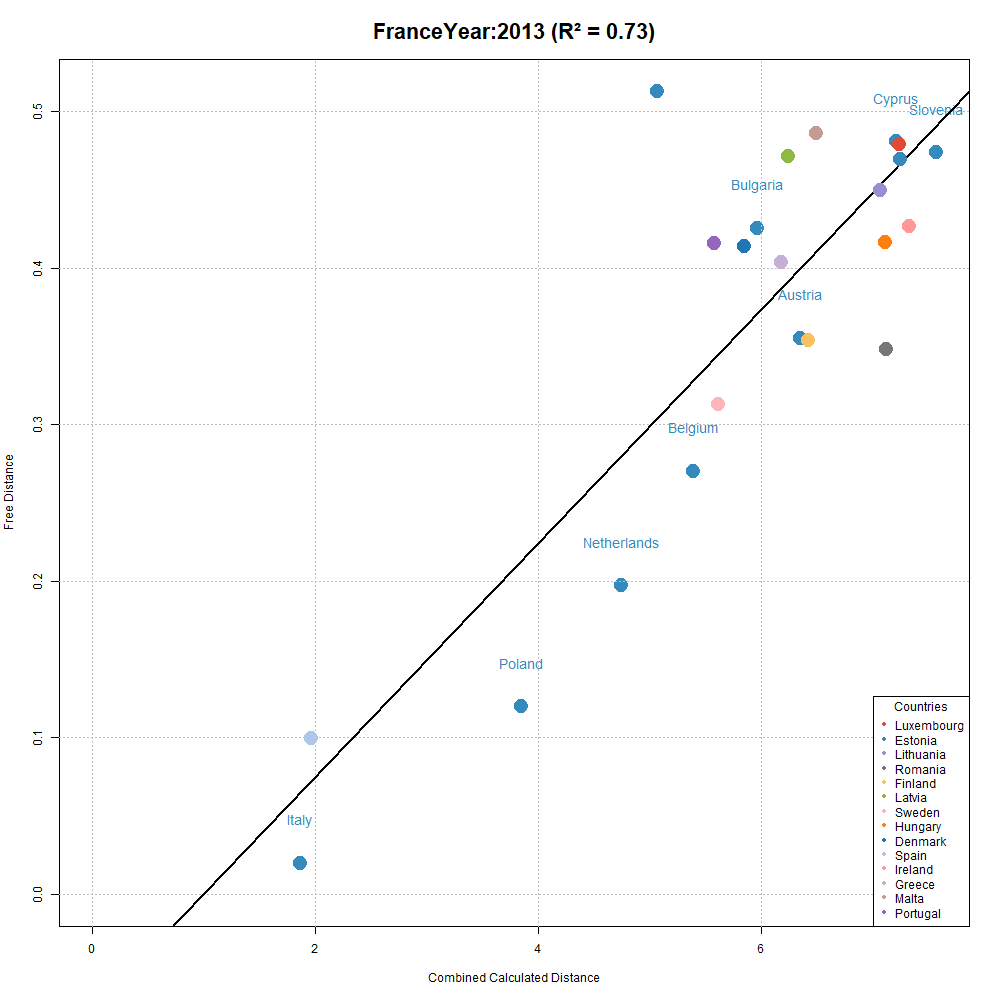 FranceYear:2013 (R² = 0.73)
Cyprus
Slovenia
Bulgaria
Austria
Belgium
Netherlands
Poland
Italy
0.5
0.4
0.3
0.2
0.1
0.0
Free Distance
0
2
4
6
Combined Calculated Distance
Countries
Luxembourg
Estonia
Lithuania
Romania
Finland
Latvia
Sweden
Hungary
Denmark
Spain
Ireland
Greece
Malta
Portugal